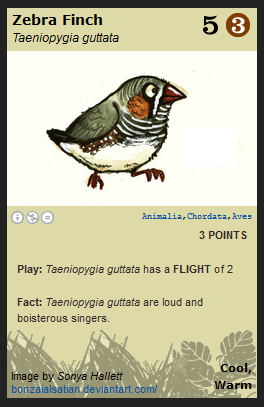 Zebra Finch 5 3
Taeniopygia guttata
Animalia,Chordata,Aves
3 POINTS
Play: Taeniopygia guttata has a FLIGHT of 2
Fact: Taeniopygia guttata are loud and
boisterous singers.
Cool,
Warm
Image by Sonya Hallett
bonzaialsatian.deviantart.com/